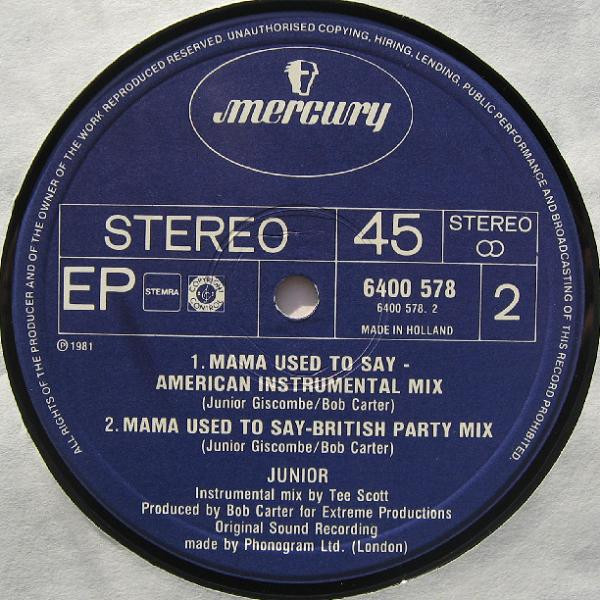 ALL RIGHTS OF THE PRODUCER AND OF THE OWNER OF THE WORK REPRODUCED RESERVED. UNAUTHORISED COPYING, HIRING, LENDING, PUBLIC PERFORMANCE AND BROADCASTING OF THIS RECORD PROHIBITED.
mercury
STEREO
45
STEREO
EP
STEMRA
COPYRIGHT CONTROL
6400 578
6400 578. 2
MADE IN HOLLAND
2
Ⓟ 1981
1. MAMA USED TO SAY -
AMERICAN INSTRUMENTAL MIX
(Junior Giscombe/Bob Carter)
2. MAMA USED TO SAY-BRITISH PARTY MIX
(Junior Giscombe/Bob Carter)
JUNIOR
Instrumental mix by Tee Scott
Produced by Bob Carter for Extreme Productions
Original Sound Recording
made by Phonogram Ltd. (London)